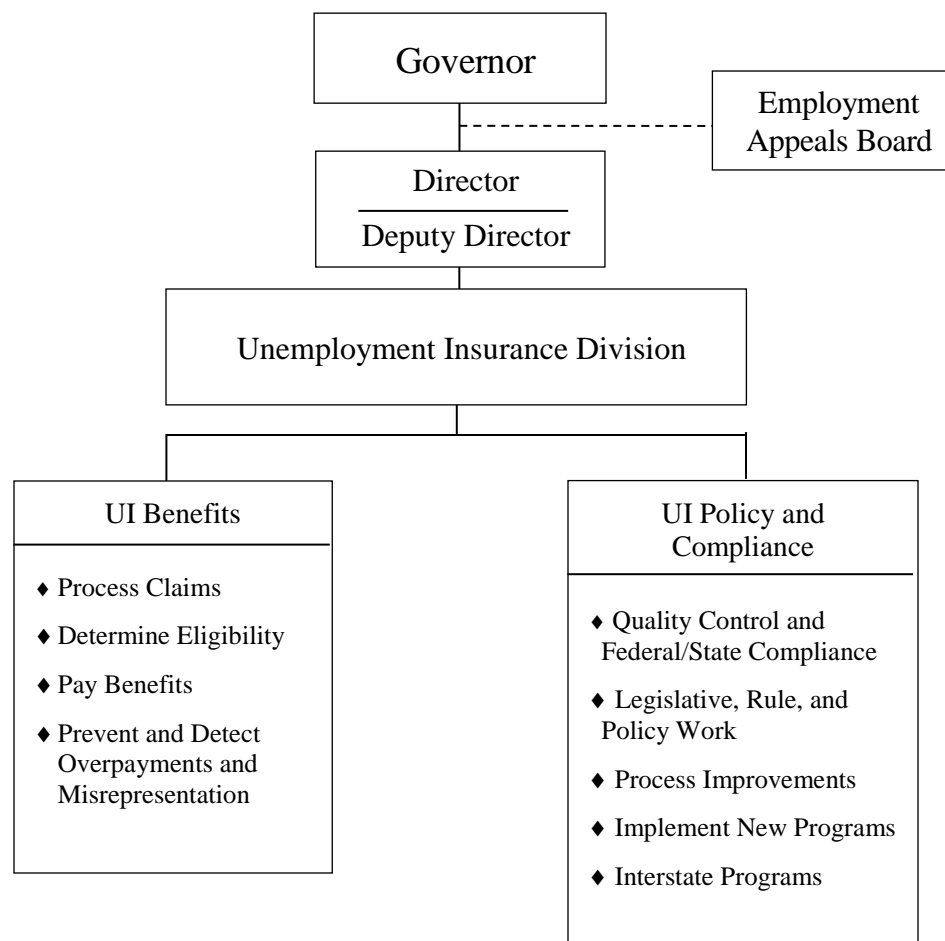 Governor
Employment
Appeals Board
Director
Deputy Director
Unemployment Insurance Division
UI Benefits
♦ Process Claims
♦ Determine Eligibility
♦ Pay Benefits
♦ Prevent and Detect
Overpayments and
Misrepresentation
UI Policy and
Compliance
♦ Quality Control and
Federal/State Compliance
♦ Legislative, Rule, and
Policy Work
♦ Process Improvements
♦ Implement New Programs
♦ Interstate Programs